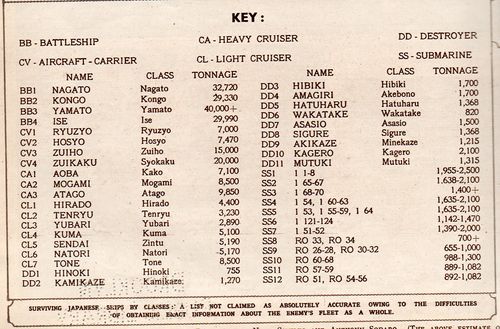 KEY :
BB - BATTLESHIP CA - HEAVY CRUISER DD - DESTROYER
CV - AIRCRAFT - CARRIER CL - LIGHT CRUISER SS - SUBMARINE
NAME CLASS TONNAGE
BB1 NAGATO Nagato 32,720
BB2 KONGO Kongo 29,330
BB3 YAMATO Yamato 40,000+
BB4 ISE Ise 29,990
CV1 RYUZYO Ryuzyo 7,000
CV2 HOSYO Hosyo 7,470
CV3 ZUIHO Zuiho 15,000
CV4 ZUIKAKU Syokaku 20,000
CA1 AOBA Kako 7,100
CA2 MOGAMI Mogami 8,500
CA3 ATAGO Atago 9,850
CL1 HIRADO Hirado 4,400
CL2 TENRYU Tenryu 3,230
CL3 YUBARI Yubari 2,890
CL4 KUMA Kuma 5,100
CL5 SENDAI Zintu 5,190
CL6 NATORI Natori 5,170
CL7 TONE Tone 8,500
DD1 HINOKI Hinoki 755
DD2 KAMIKAZE Kamikaze 1,270
NAME CLASS TONNAGE
DD3 HIBIKI Hibiki 1,700
DD4 AMAGIRI Akebono 1,700
DD5 HATUHARU Hatuharu 1,368
DD6 WAKATAKE Wakatake 820
DD7 ASASIO Asasio 1,500
DD8 SIGURE Sigure 1,368
DD9 AKIKAZE Minekaze 1,215
DD10 KAGERO Kagero 2,100
DD11 MUTUKI Mutuki 1,315
SS1 1 1-8 1,955-2,500
SS2 1 65-67 1,638-2,100
SS3 1 68-70 1,400+
SS4 1 54, 1 60-63 1,635-2,100
SS5 1 53, 1 55-59, 1 64 1,635-2,100
SS6 1 121-124 1,142-1,470
SS7 1 51-52 1,390-2,000
SS8 RO 33, RO 34 700+
SS9 RO 26-28, RO 30-32 655-1,000
SS10 RO 60-68 988-1,300
SS11 RO 57-59 889-1,082
SS12 RO 51, RO 54-56 892-1,082
SURVIVING JAPANESE SHIPS BY CLASSES: A LIST NOT CLAIMED AS ABSOLUTELY ACCURATE OWING TO THE DIFFICULTIES
OF OBTAINING EXACT INFORMATION ABOUT THE ENEMY'S FLEET AS A WHOLE.
(THE ABOVE ESTIMATE